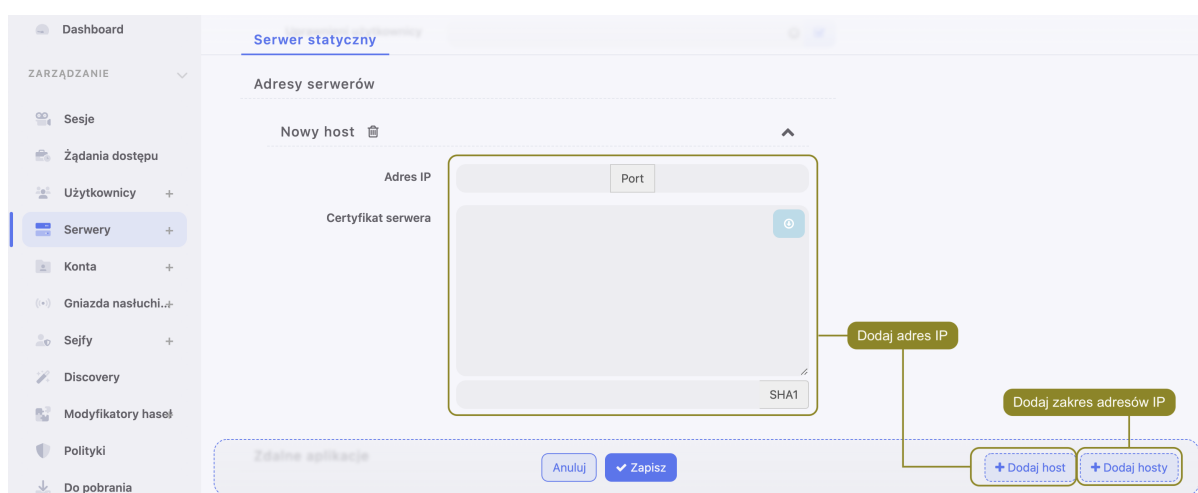 Dashboard
Serwer statyczny
ZARZĄDZANIE
Adresy serwerów
Sesje
Nowy host
Żądania dostępu
Adres IP
Port
Użytkownicy +
Certyfikat serwera
Serwery +
Konta +
Gniazda nasłuchi..+
Dodaj adres IP
Sejfy +
Discovery
SHA1
Dodaj zakres adresów IP
Modyfikatory haseł
Polityki
Zdalne aplikacje
Anuluj
Zapisz
+ Dodaj host
+ Dodaj hosty
Do pobrania